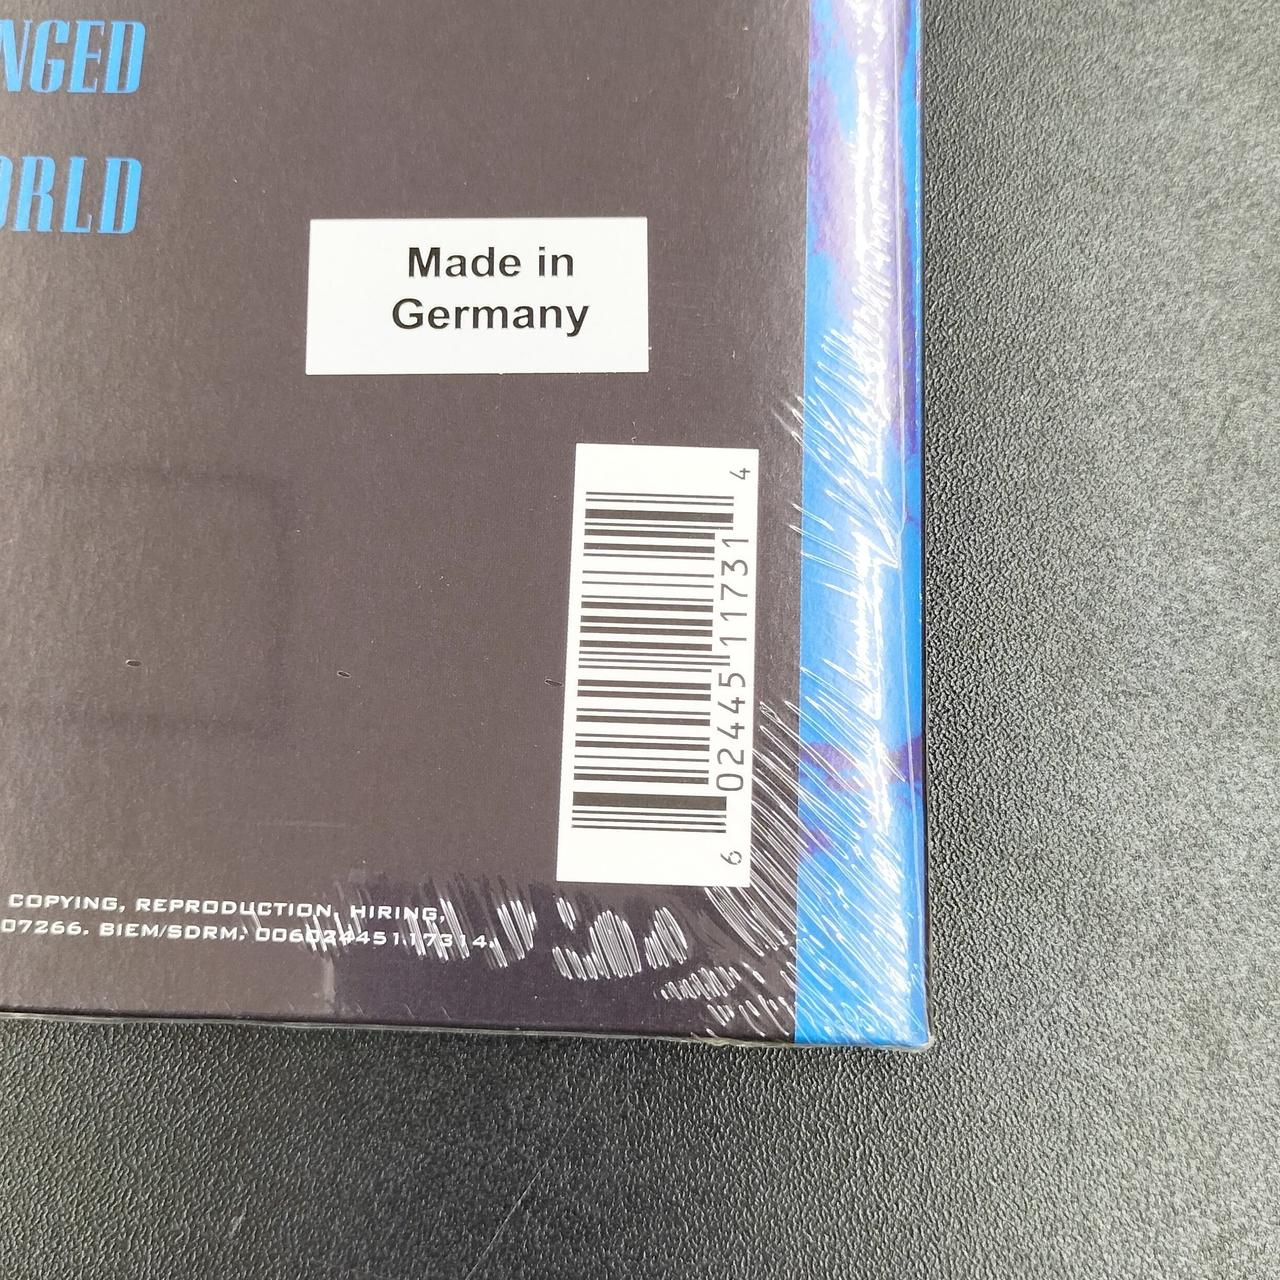 NGED
ORLD
Made in
Germany
6 02445 11731 4
COPYING, REPRODUCTION, HIRING,
07266. BIEM/SDRM; 00602445117314.